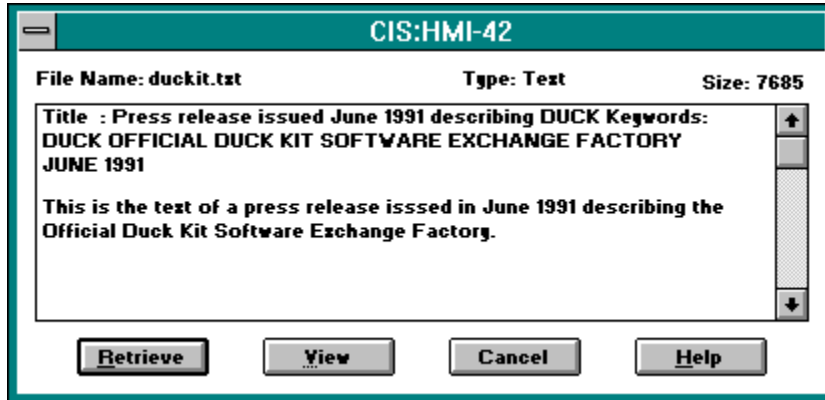 CIS:HMI-42
File Name: duckit.txt Type: Text Size: 7685
Title : Press release issued June 1991 describing DUCK Keywords:
DUCK OFFICIAL DUCK KIT SOFTWARE EXCHANGE FACTORY
JUNE 1991
This is the text of a press release isssed in June 1991 describing the
Official Duck Kit Software Exchange Factory.
Retrieve View Cancel Help